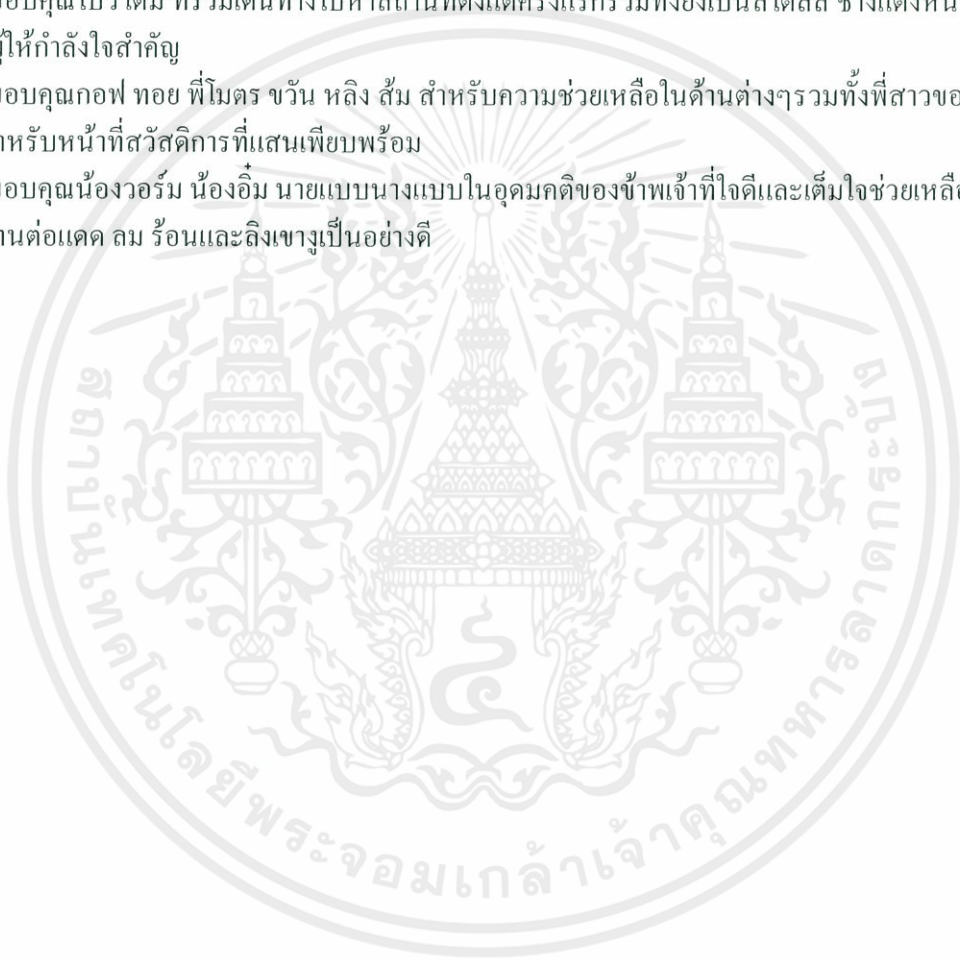 ผู้ให้กำลังใจสำคัญ
ขอบคุณกอฟ ทอย พี่โมตร ขวัน หลิง ส้ม สำหรับความช่วยเหลือในด้านต่างๆรวมทั้งพี่สาวขอ
สำหรับหน้าที่สวัสดิการที่แสนเพียบพร้อม
ขอบคุณน้องวอร์ม น้องอิ๋ม นายแบบนางแบบในอุดมคติของข้าพเจ้าที่ใจดีและเต็มใจช่วยเหลือ
ทนต่อแดด ลม ร้อนและลิงเขางูเป็นอย่างดี
สถาบันเทคโนโลยีพระจอมเกล้าเจ้าคุณทหารลาดกระบัง